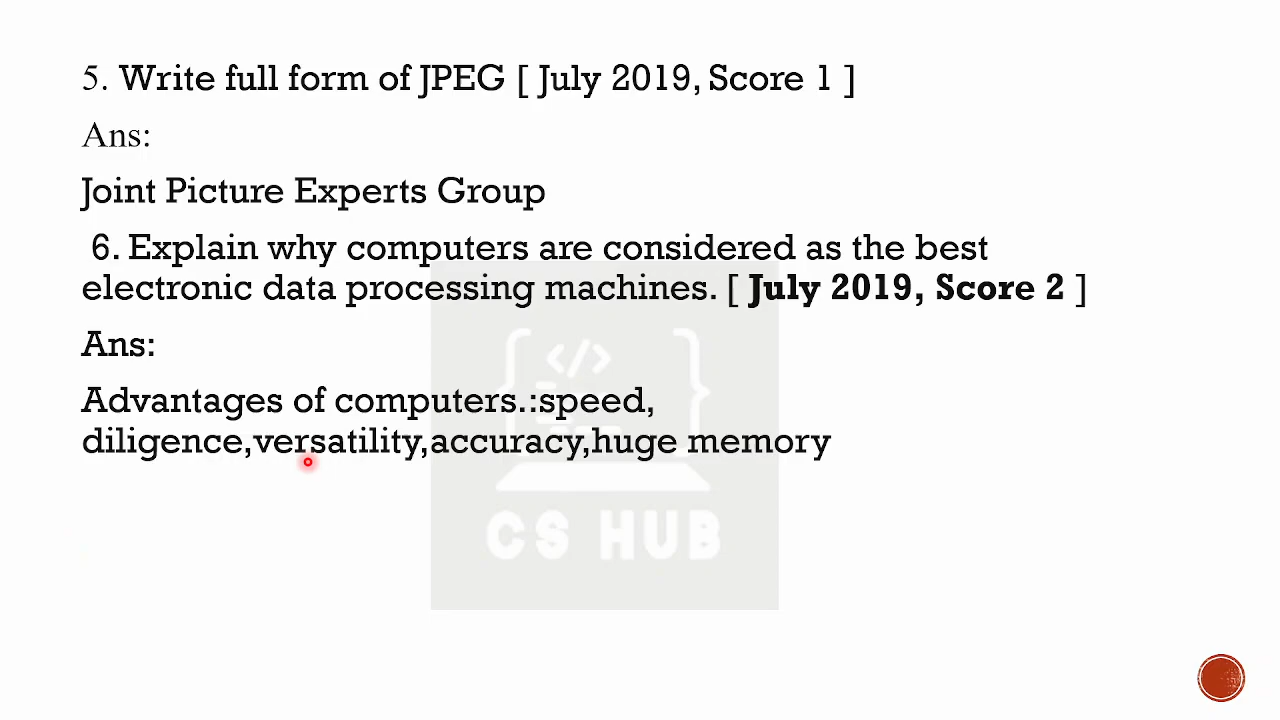 5. Write full form of JPEG [ July 2019, Score 1 ]
Ans:
Joint Picture Experts Group
6. Explain why computers are considered as the best
electronic data processing machines. [ July 2019, Score 2 ]
Ans:
Advantages of computers.:speed,
diligence,versatility,accuracy,huge memory
</>
CS HUB